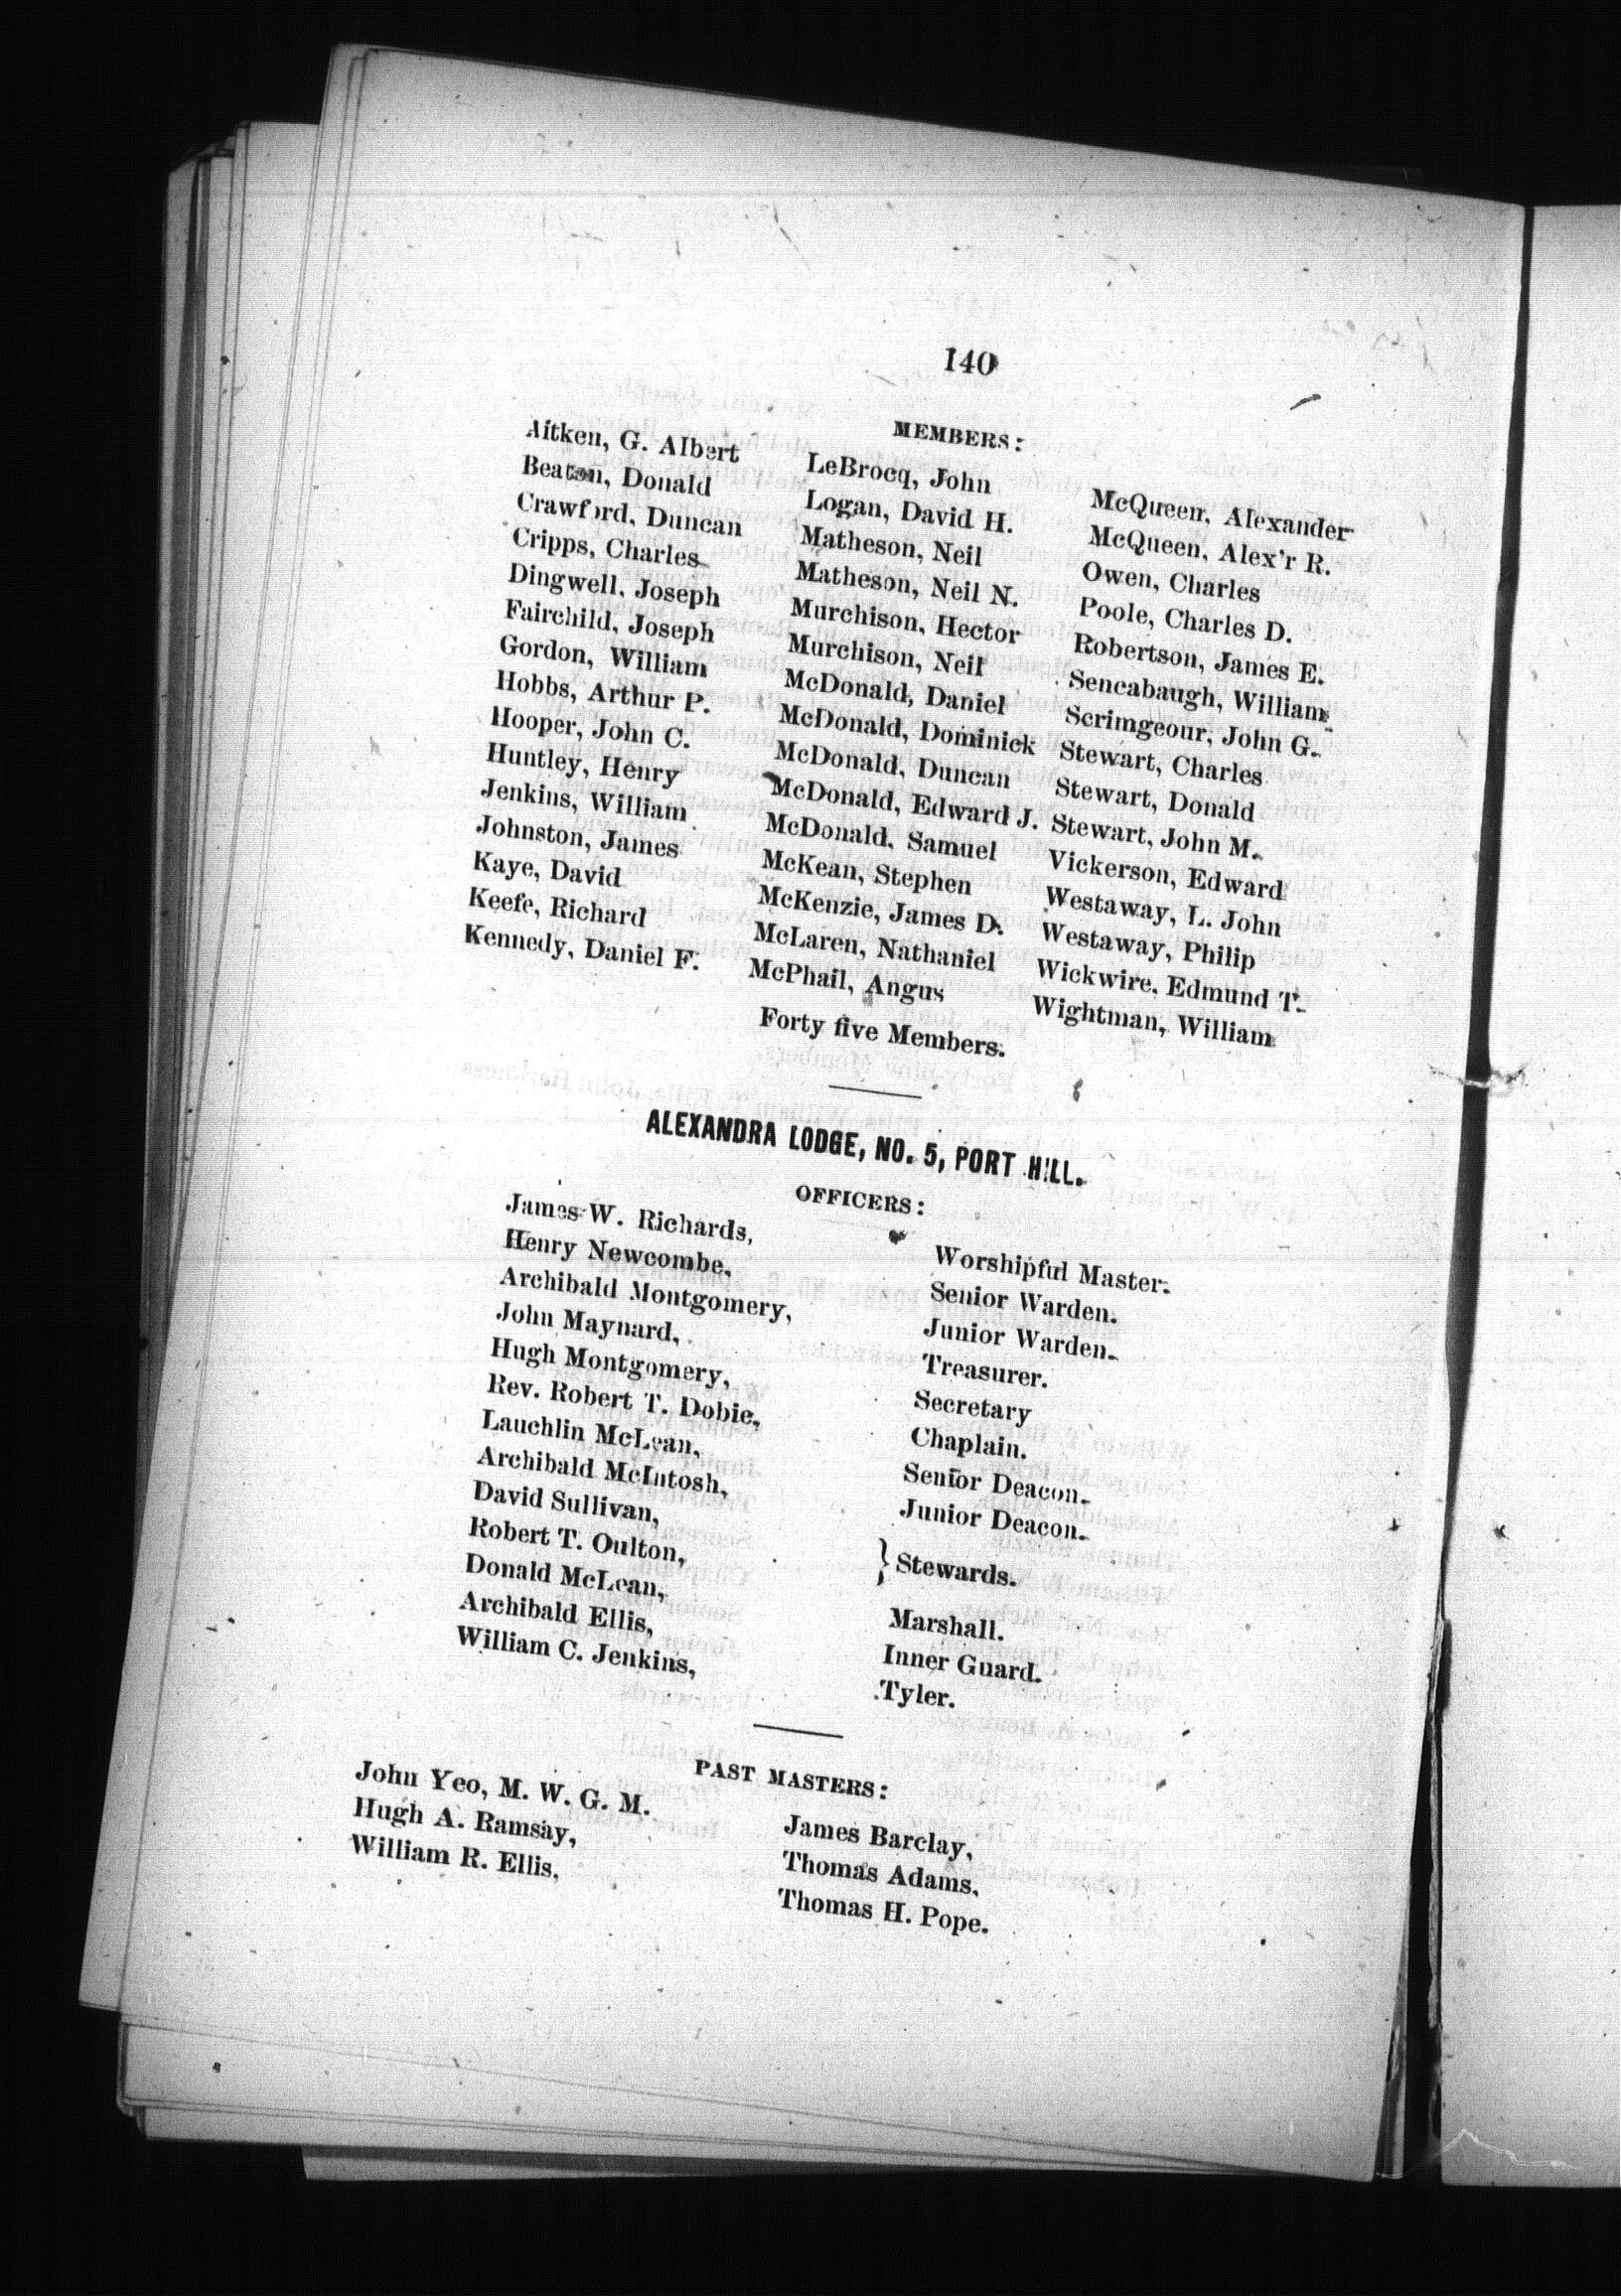 140
MEMBERS:
Aitken, G. Albert
Beaton, Donald
Crawford, Duncan
Cripps, Charles
Dingwell, Joseph
Fairchild, Joseph
Gordon, William
Hobbs, Arthur P.
Hooper, John C.
Huntley, Henry
Jenkins, William
Johnston, James
Kaye, David
Keefe, Richard
Kennedy, Daniel F.
LeBrocq, John
Logan, David H.
Matheson, Neil
Matheson, Neil N.
Murchison, Hector
Murchison, Neil
McDonald, Daniel
McDonald, Dominick
McDonald, Duncan
McDonald, Edward J.
McDonald, Samuel
McKean, Stephen
McKenzie, James D.
McLaren, Nathaniel
McPhail, Angus
McQueen, Alexander
McQueen, Alex'r R.
Owen, Charles
Poole, Charles D.
Robertson, James E.
Sencabaugh, William
Scrimgeour, John G.
Stewart, Charles
Stewart, Donald
Stewart, John M.
Vickerson, Edward
Westaway, L. John
Westaway, Philip
Wickwire, Edmund T.
Wightman, William
Forty five Members.
ALEXANDRA LODGE, NO. 5, PORT HILL.
OFFICERS:
James W. Richards, Worshipful Master.
Henry Newcombe, Senior Warden.
Archibald Montgomery, Junior Warden.
John Maynard, Treasurer.
Hugh Montgomery, Secretary
Rev. Robert T. Dobie, Chaplain.
Lauchlin McLean, Senior Deacon.
Archibald McIntosh, Junior Deacon.
David Sullivan,
Robert T. Oulton, } Stewards.
Donald McLean, Marshall.
Archibald Ellis, Inner Guard.
William C. Jenkins, Tyler.
PAST MASTERS:
John Yeo, M. W. G. M.
Hugh A. Ramsay,
William R. Ellis,
James Barclay,
Thomas Adams,
Thomas H. Pope.